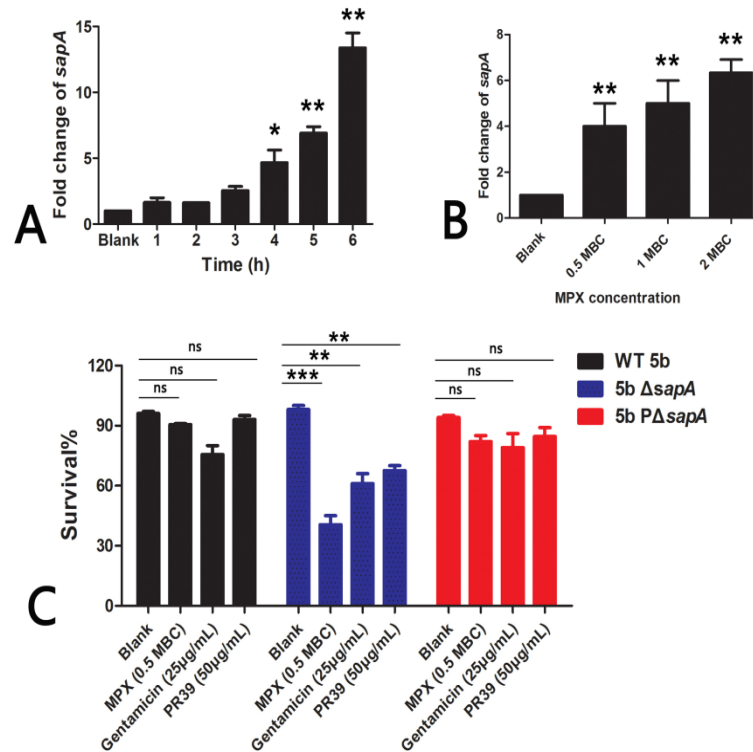 A
Fold change of sapA
15
10
5
0
**
**
*
Blank 1 2 3 4 5 6
Time (h)
B
Fold change of sapA
8
6
4
2
0
**
**
**
Blank
0.5 MBC
1 MBC
2 MBC
MPX concentration
C
Survival%
120
90
60
30
0
ns
ns
ns
**
**
***
ns
ns
ns
WT 5b
5b ΔsapA
5b PΔsapA
Blank
MPX (0.5 MBC)
Gentamicin (25μg/mL)
PR39 (50μg/mL)
Blank
MPX (0.5 MBC)
Gentamicin (25μg/mL)
PR39 (50μg/mL)
Blank
MPX (0.5 MBC)
Gentamicin (25μg/mL)
PR39 (50μg/mL)